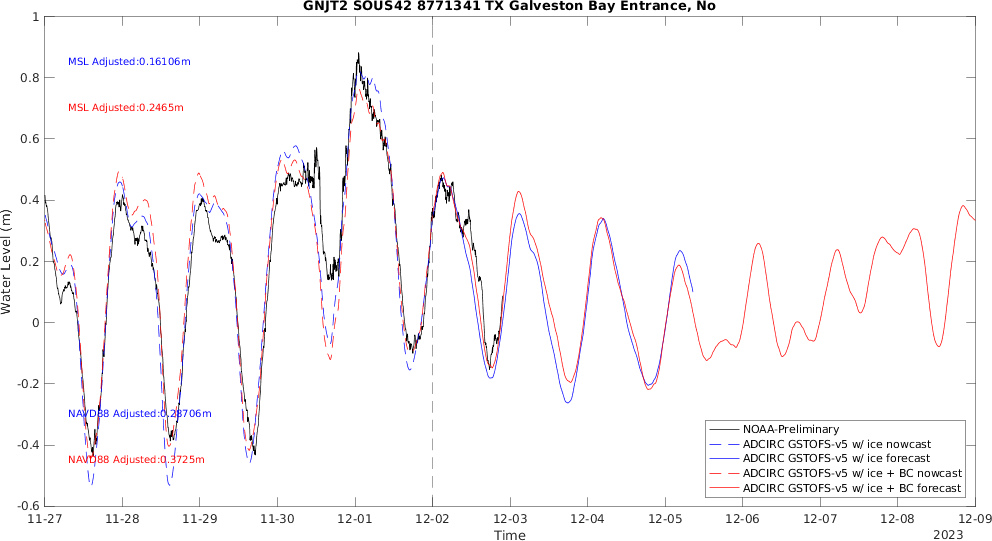 GNJT2 SOUS42 8771341 TX Galveston Bay Entrance, No
Water Level (m)
1
0.8
0.6
0.4
0.2
0
-0.2
-0.4
-0.6
MSL Adjusted:0.16106m
MSL Adjusted:0.2465m
NAVD88 Adjusted:0.28706m
NAVD88 Adjusted:0.3725m
NOAA-Preliminary
ADCIRC GSTOFS-v5 w/ ice nowcast
ADCIRC GSTOFS-v5 w/ ice forecast
ADCIRC GSTOFS-v5 w/ ice + BC nowcast
ADCIRC GSTOFS-v5 w/ ice + BC forecast
11-27 11-28 11-29 11-30 12-01 12-02 12-03 12-04 12-05 12-06 12-07 12-08 12-09
Time
2023